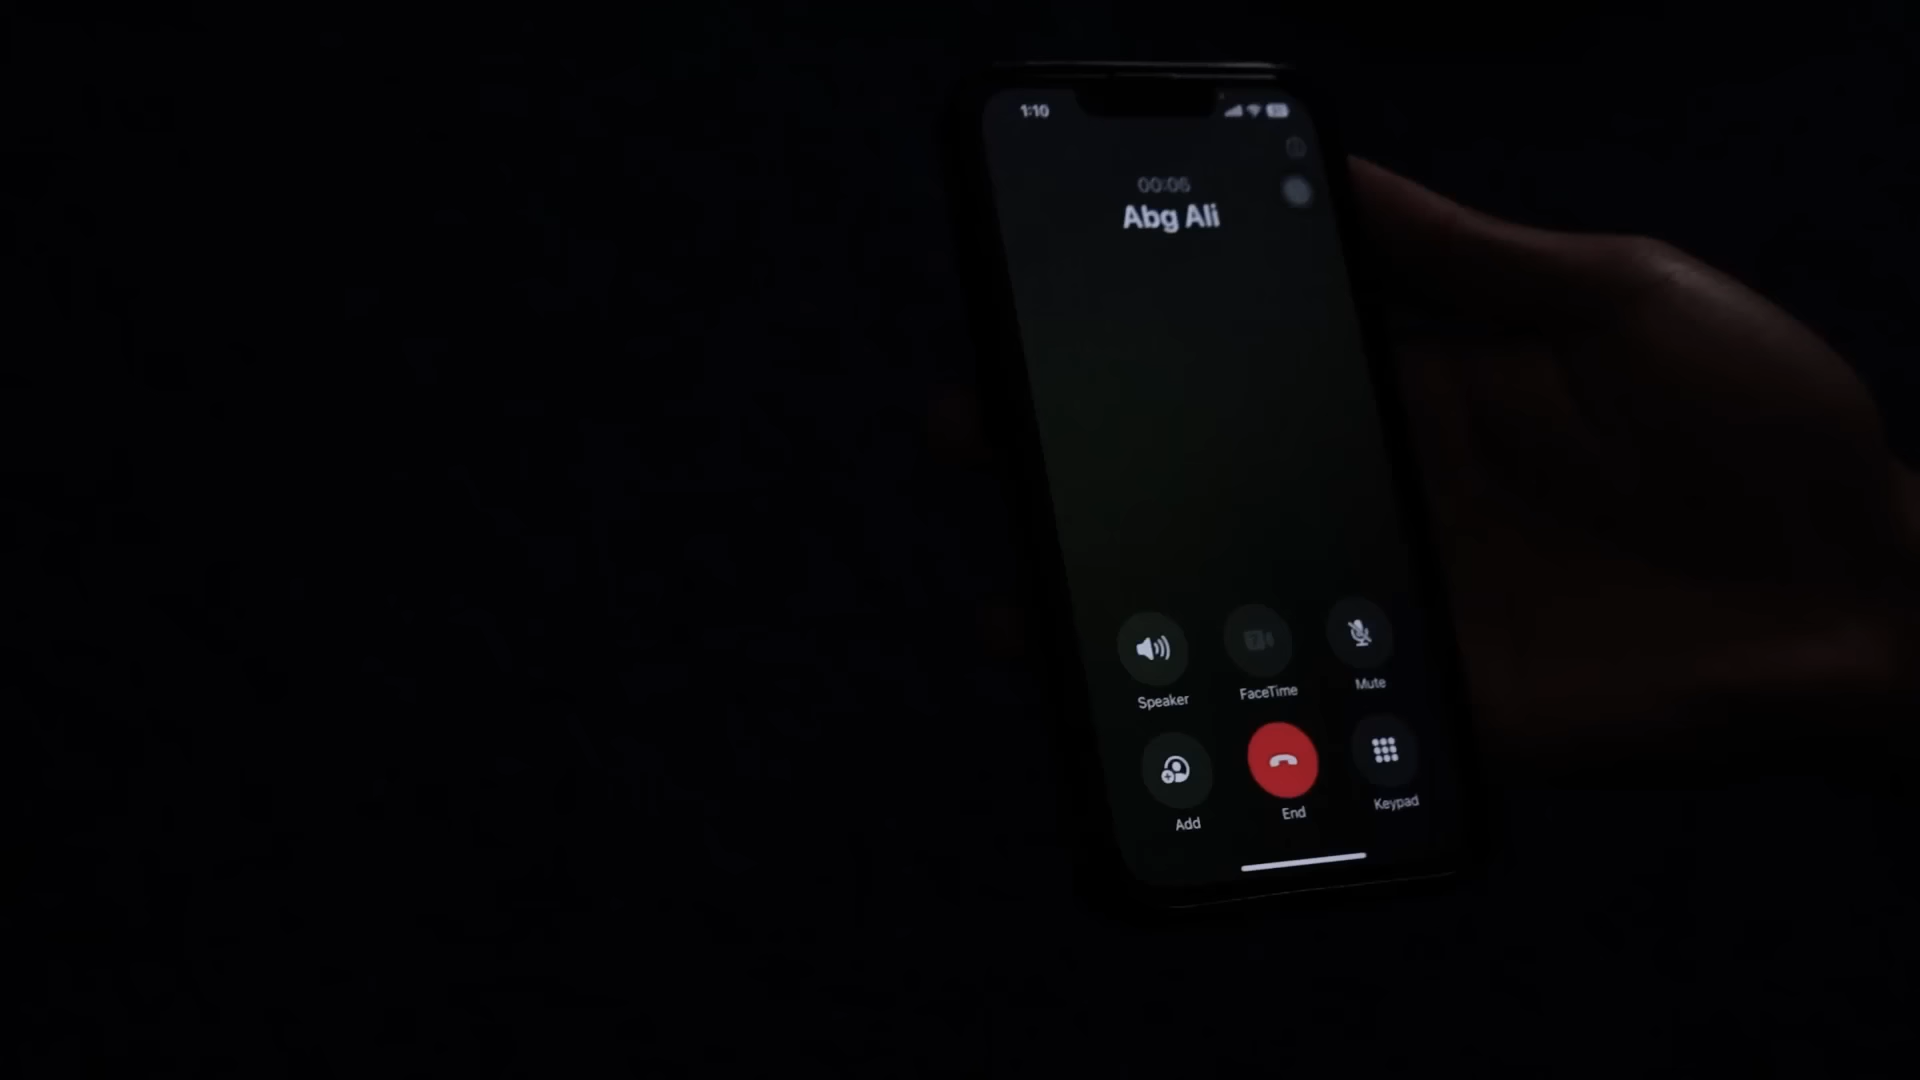 1:10
00:06
Abg Ali
Speaker
FaceTime
Mute
Add
End
Keypad